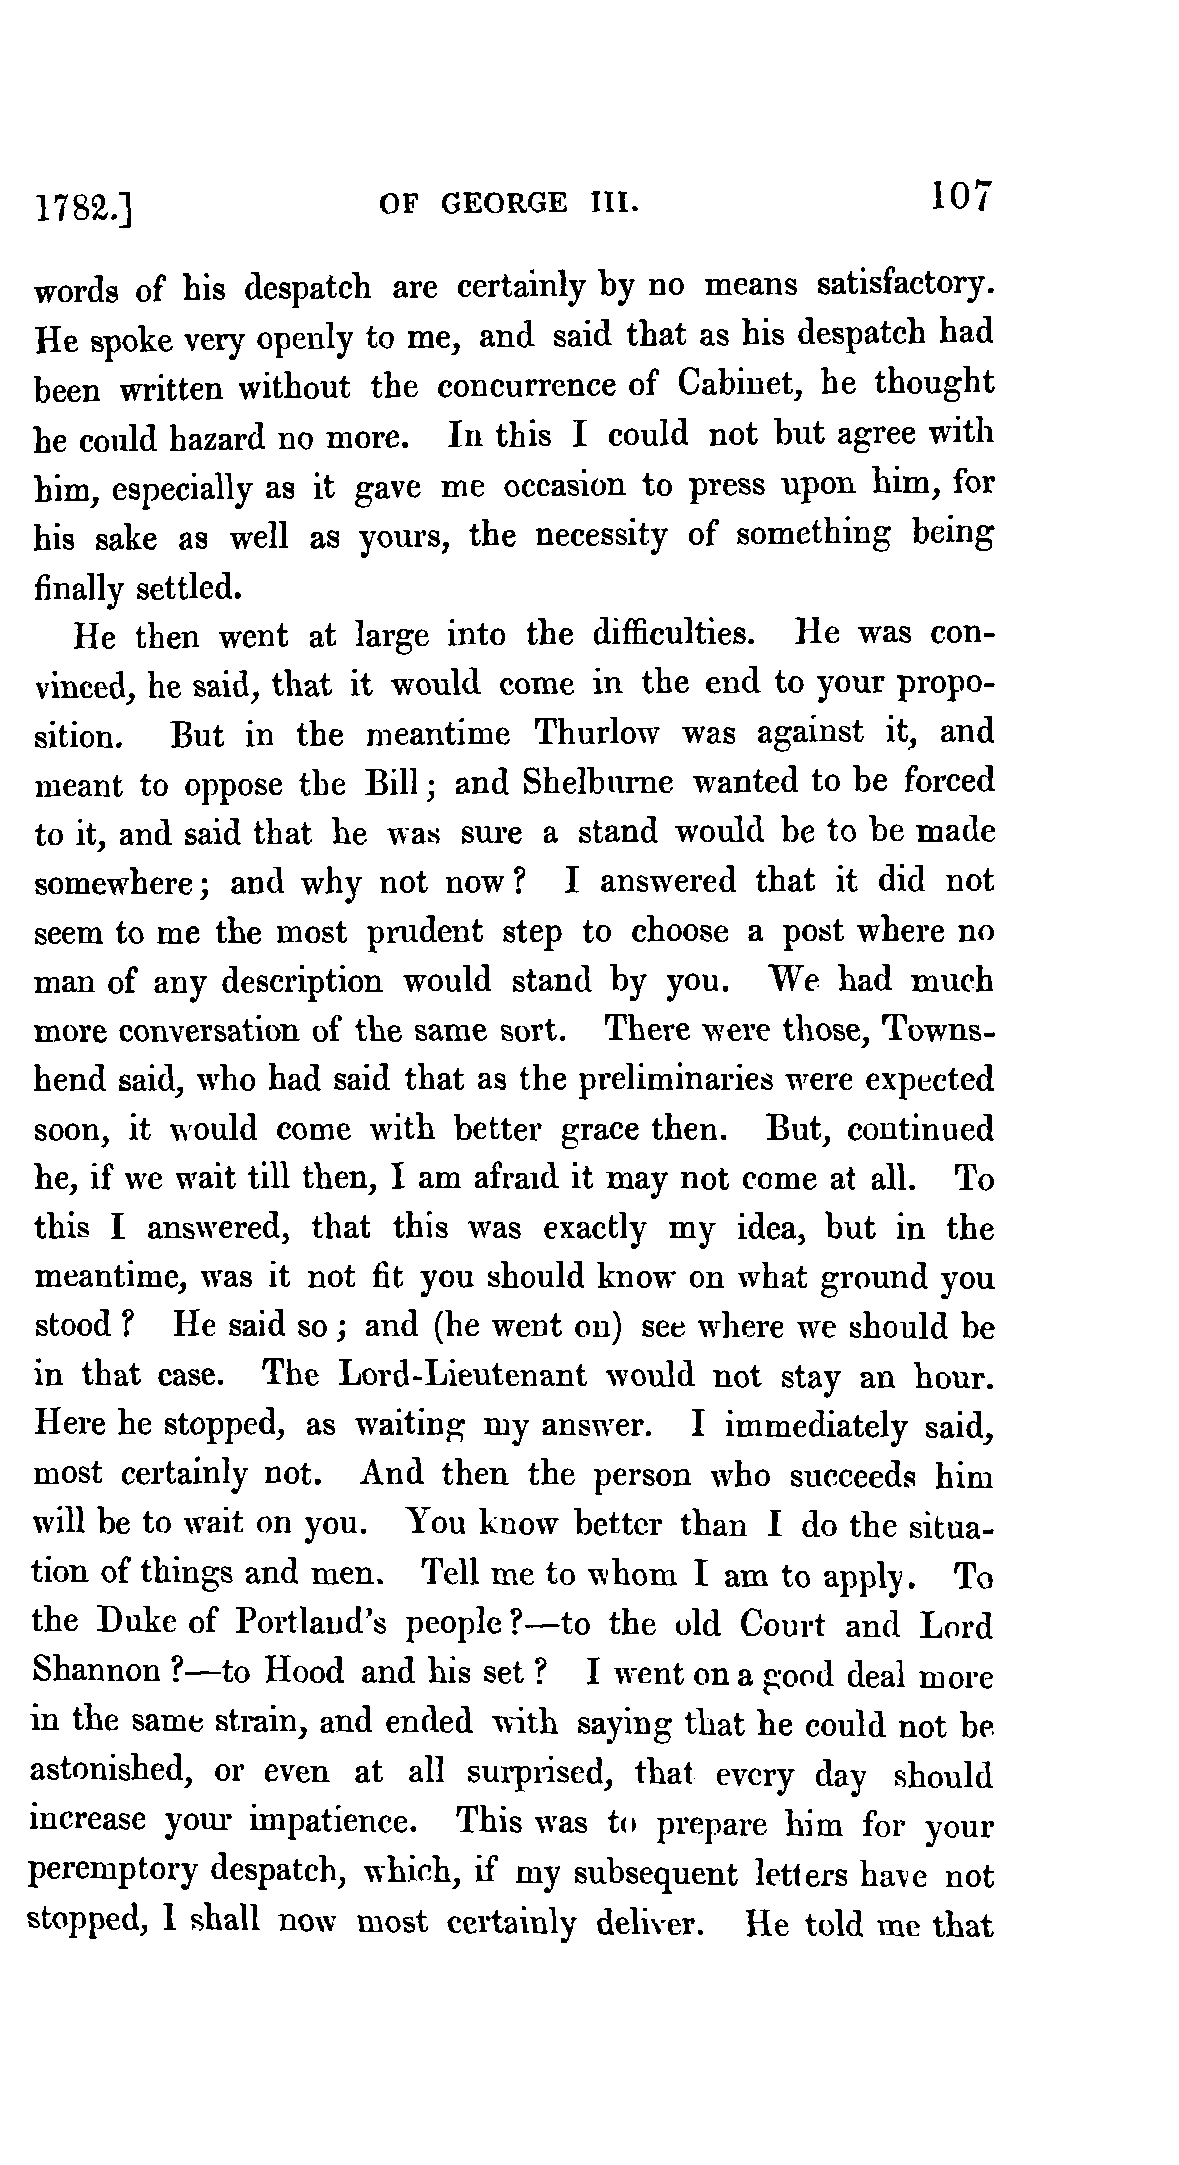 1782.] OF GEORGE III. 107
words of his despatch are certainly by no means satisfactory.
He spoke very openly to me, and said that as his despatch had
been written without the concurrence of Cabinet, he thought
he could hazard no more. In this I could not but agree with
him, especially as it gave me occasion to press upon him, for
his sake as well as yours, the necessity of something being
finally settled.
He then went at large into the difficulties. He was con-
vinced, he said, that it would come in the end to your propo-
sition. But in the meantime Thurlow was against it, and
meant to oppose the Bill; and Shelburne wanted to be forced
to it, and said that he was sure a stand would be to be made
somewhere; and why not now? I answered that it did not
seem to me the most prudent step to choose a post where no
man of any description would stand by you. We had much
more conversation of the same sort. There were those, Towns-
hend said, who had said that as the preliminaries were expected
soon, it would come with better grace then. But, continued
he, if we wait till then, I am afraid it may not come at all. To
this I answered, that this was exactly my idea, but in the
meantime, was it not fit you should know on what ground you
stood? He said so; and (he went on) see where we should be
in that case. The Lord-Lieutenant would not stay an hour.
Here he stopped, as waiting my answer. I immediately said,
most certainly not. And then the person who succeeds him
will be to wait on you. You know better than I do the situa-
tion of things and men. Tell me to whom I am to apply. To
the Duke of Portland's people?—to the old Court and Lord
Shannon?—to Hood and his set? I went on a good deal more
in the same strain, and ended with saying that he could not be
astonished, or even at all surprised, that every day should
increase your impatience. This was to prepare him for your
peremptory despatch, which, if my subsequent letters have not
stopped, I shall now most certainly deliver. He told me that